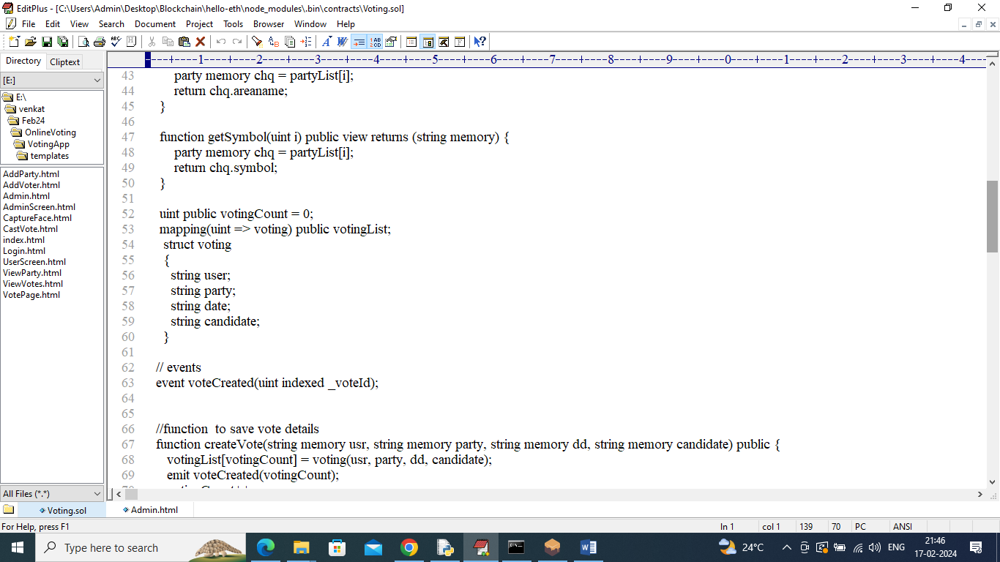 EditPlus - [C:\Users\Admin\Desktop\Blockchain\hello-eth\node_modules\.bin\contracts\Voting.sol]
File Edit View Search Document Project Tools Browser Window Help
Directory Cliptext
[E:]
E:\
venkat
Feb24
OnlineVoting
VotingApp
templates
AddParty.html
AddVoter.html
Admin.html
AdminScreen.html
CaptureFace.html
CastVote.html
index.html
Login.html
UserScreen.html
ViewParty.html
ViewVotes.html
VotePage.html
All Files (*.*)
----+----1----+----2----+----3----+----4----+----5----+----6----+----7----+----8----+----9----+----0----+----1----+----2----+----3----+----4
43 party memory chq = partyList[i];
44 return chq.areaname;
45 }
46
47 function getSymbol(uint i) public view returns (string memory) {
48 party memory chq = partyList[i];
49 return chq.symbol;
50 }
51
52 uint public votingCount = 0;
53 mapping(uint => voting) public votingList;
54 struct voting
55 {
56 string user;
57 string party;
58 string date;
59 string candidate;
60 }
61
62 // events
63 event voteCreated(uint indexed _voteId);
64
65
66 //function  to save vote details
67 function createVote(string memory usr, string memory party, string memory dd, string memory candidate) public {
68 votingList[votingCount] = voting(usr, party, dd, candidate);
69 emit voteCreated(votingCount);
Voting.sol Admin.html
For Help, press F1 ln 1 col 1 139 70 PC ANSI
Type here to search 24°C ENG 21:46
17-02-2024